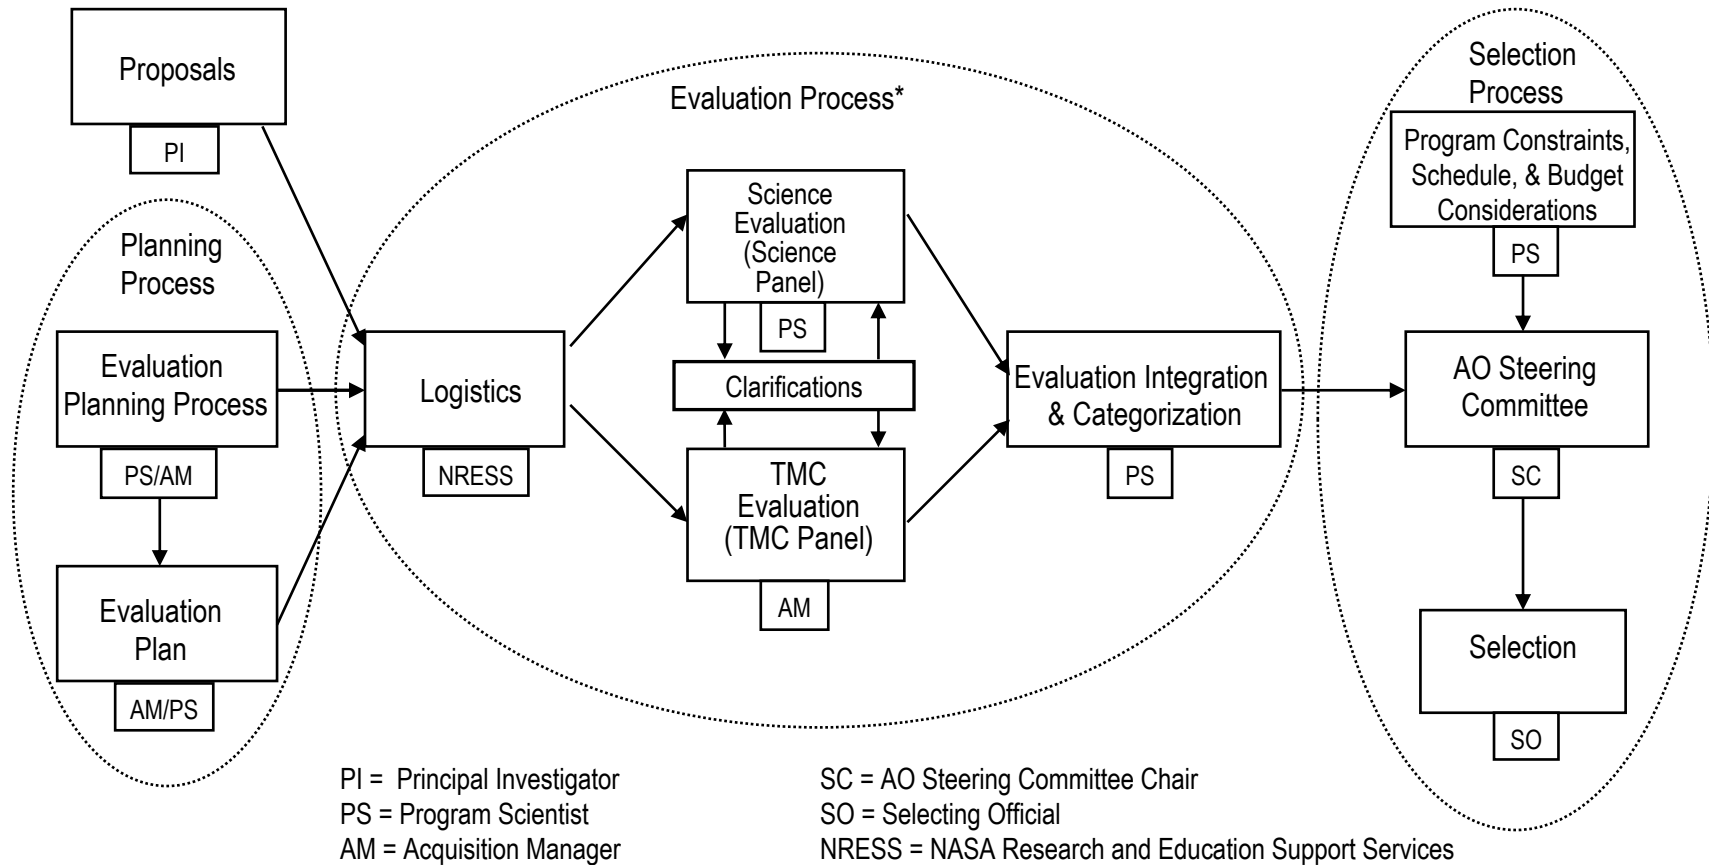 Proposals
PI
Planning
Process
Evaluation
Planning Process
PS/AM
Evaluation
Plan
AM/PS
Evaluation Process*
Logistics
NRESS
Science
Evaluation
(Science
Panel)
PS
Clarifications
TMC
Evaluation
(TMC Panel)
AM
Evaluation Integration
& Categorization
PS
Selection
Process
Program Constraints,
Schedule, & Budget
Considerations
PS
AO Steering
Committee
SC
Selection
SO
PI = Principal Investigator
PS = Program Scientist
AM = Acquisition Manager
SC = AO Steering Committee Chair
SO = Selecting Official
NRESS = NASA Research and Education Support Services